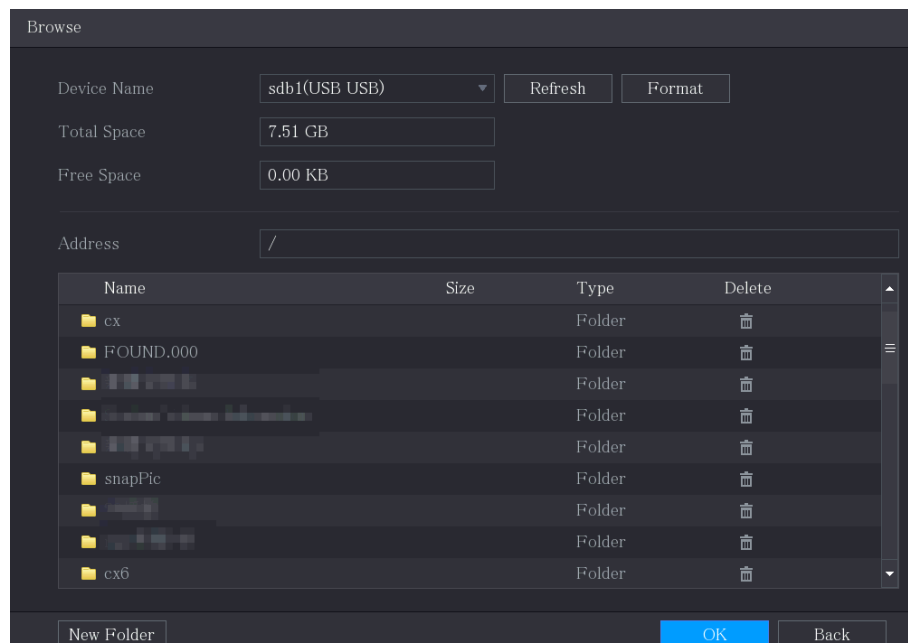 Browse
Device Name sdb1(USB USB) Refresh Format
Total Space 7.51 GB
Free Space 0.00 KB
Address /
Name Size Type Delete
cx Folder
FOUND.000 Folder
Folder
Folder
Folder
snapPic Folder
Folder
Folder
cx6 Folder
New Folder OK Back